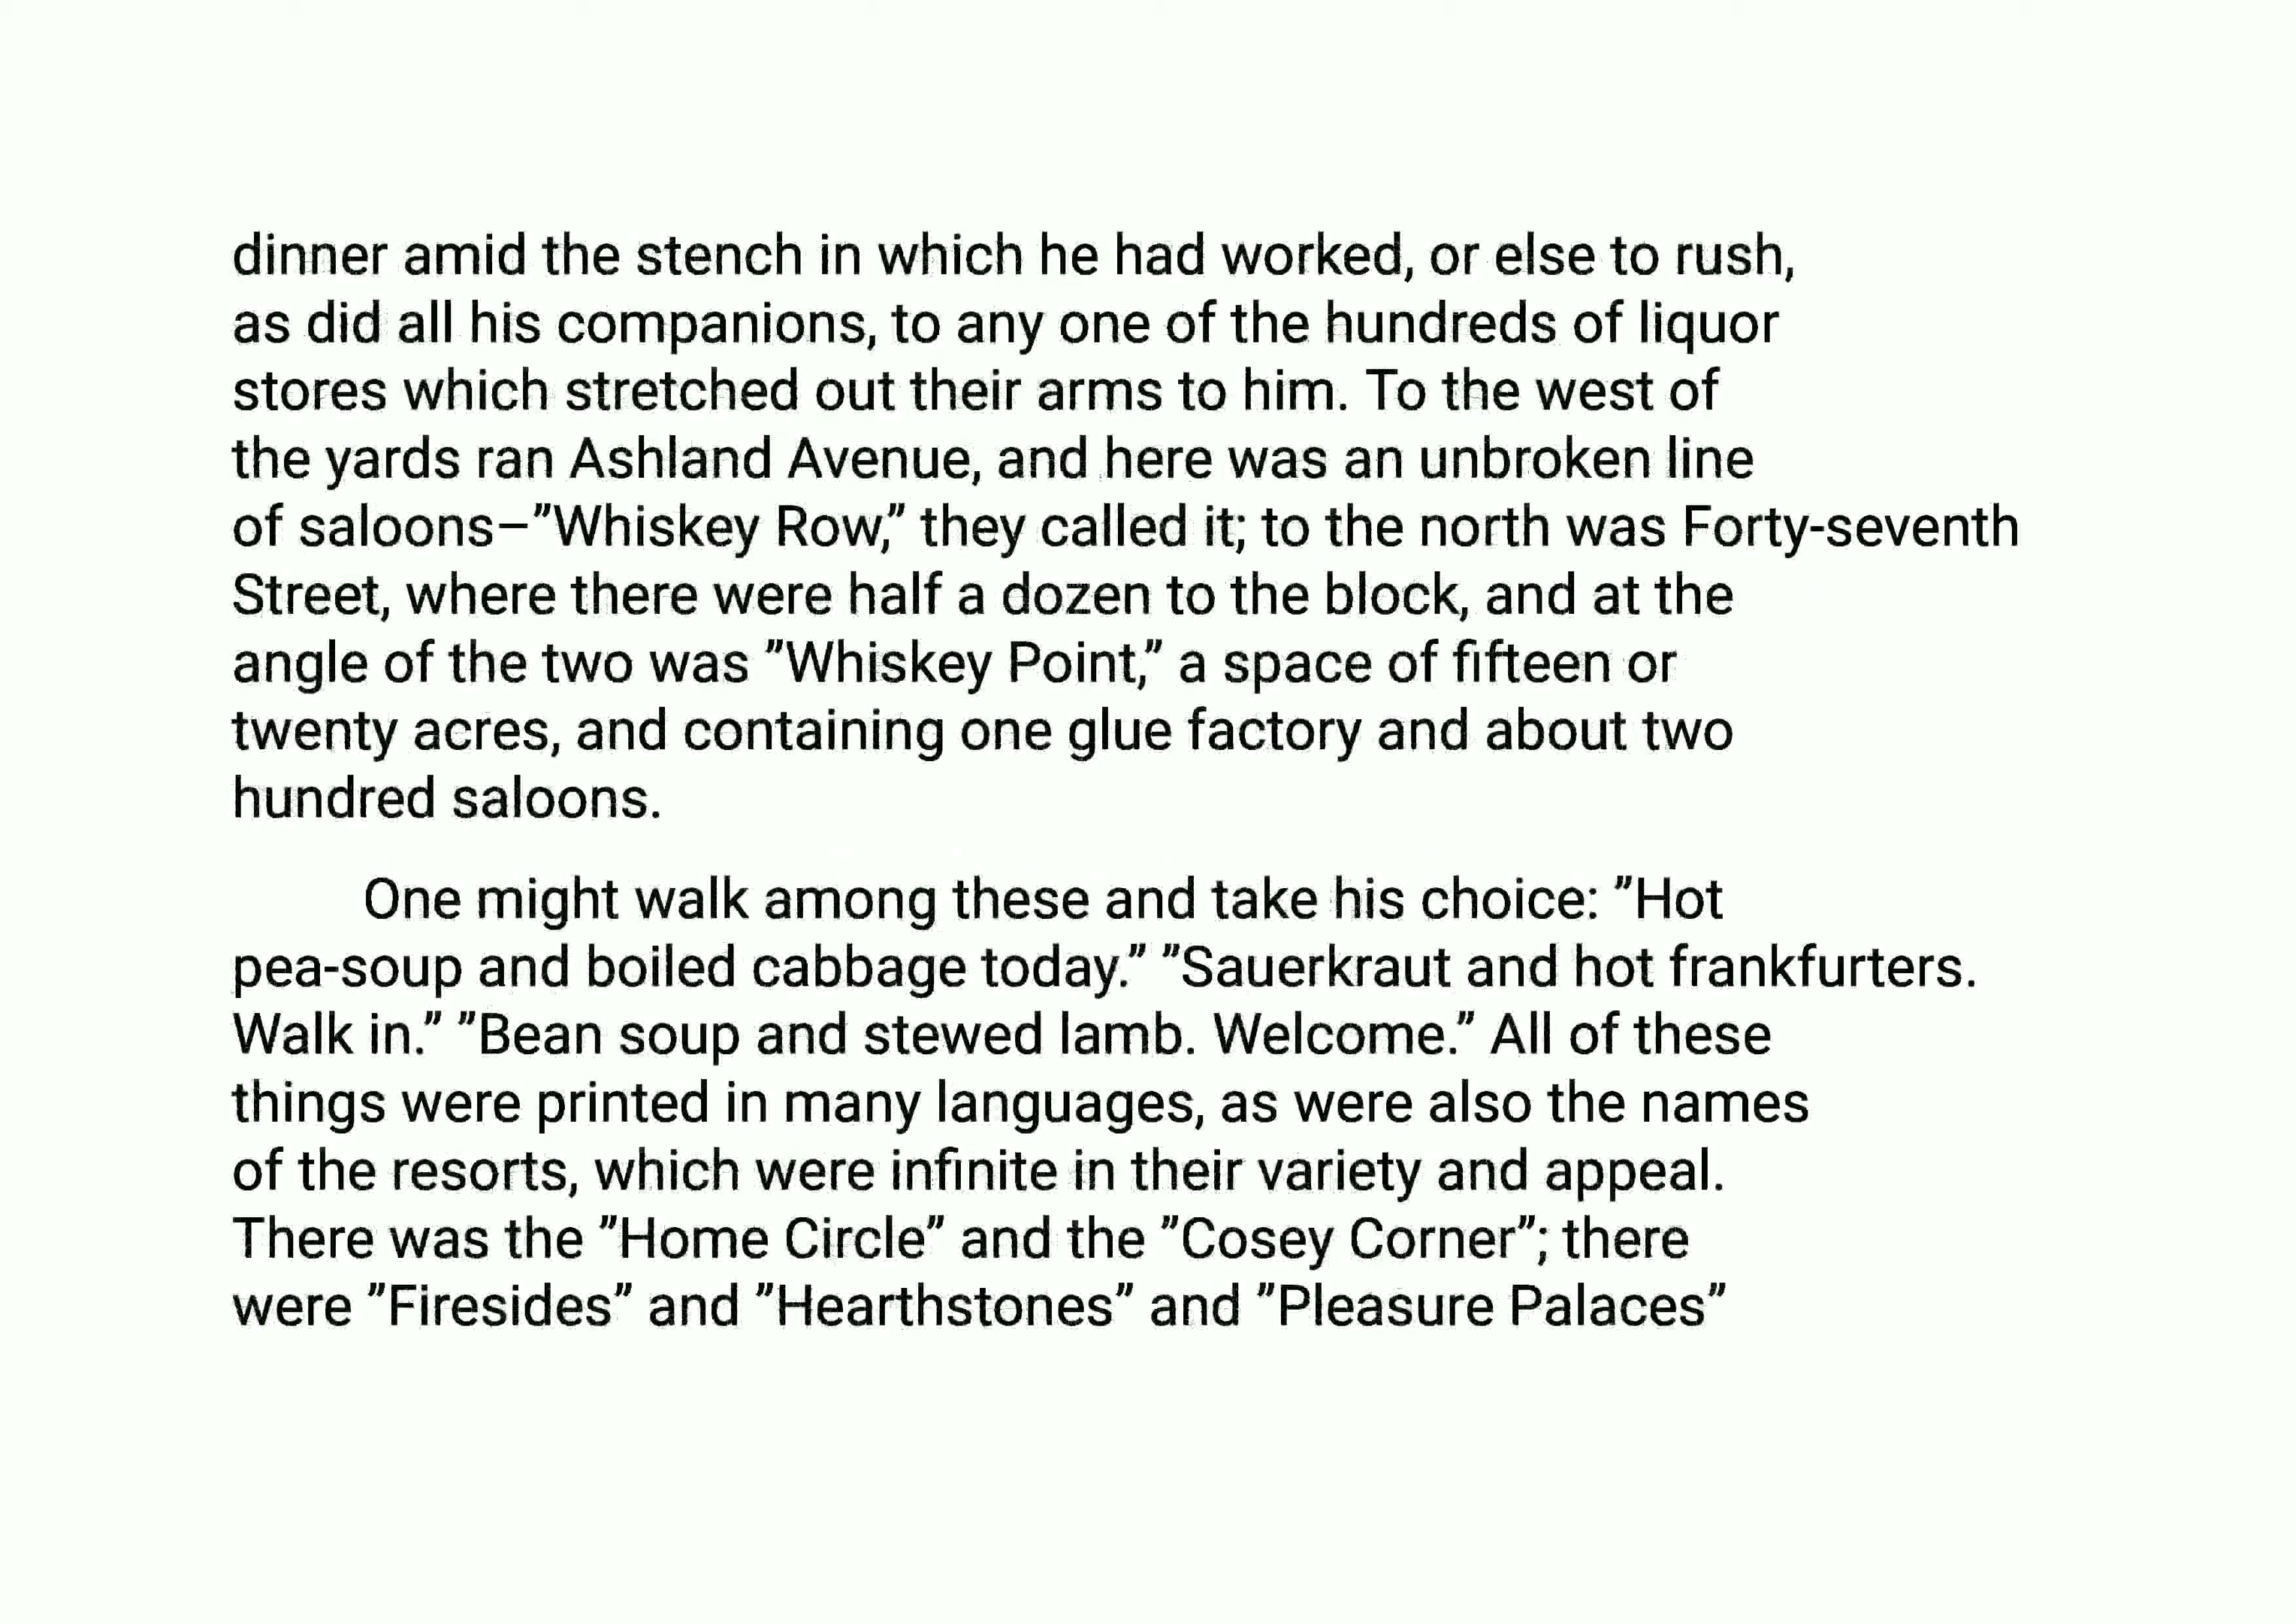 dinner amid the stench in which he had worked, or else to rush,
as did all his companions, to any one of the hundreds of liquor
stores which stretched out their arms to him. To the west of
the yards ran Ashland Avenue, and here was an unbroken line
of saloons–”Whiskey Row,” they called it; to the north was Forty-seventh
Street, where there were half a dozen to the block, and at the
angle of the two was ”Whiskey Point,” a space of fifteen or
twenty acres, and containing one glue factory and about two
hundred saloons.
One might walk among these and take his choice: ”Hot
pea-soup and boiled cabbage today.” ”Sauerkraut and hot frankfurters.
Walk in.” ”Bean soup and stewed lamb. Welcome.” All of these
things were printed in many languages, as were also the names
of the resorts, which were infinite in their variety and appeal.
There was the ”Home Circle” and the ”Cosey Corner”; there
were ”Firesides” and ”Hearthstones” and ”Pleasure Palaces”